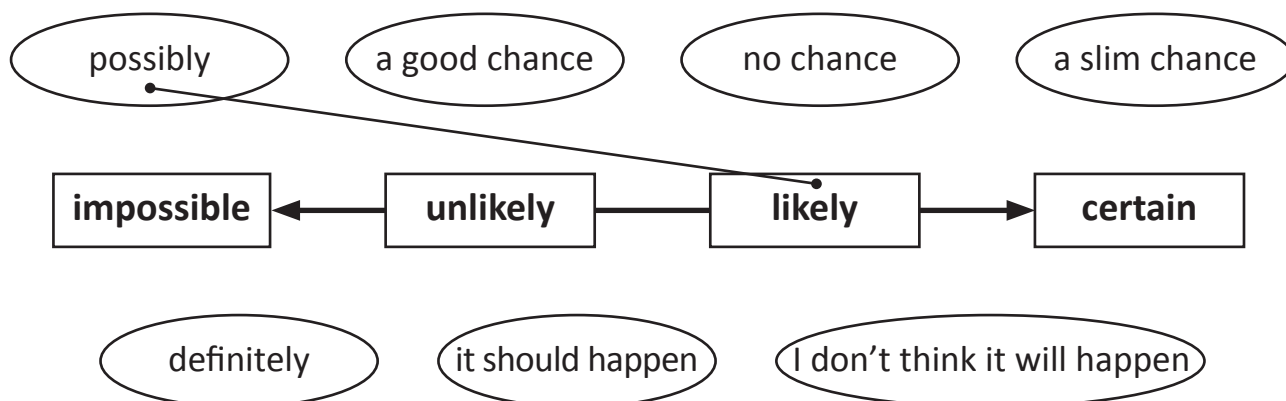 possibly a good chance no chance a slim chance
impossible unlikely likely certain
definitely it should happen I don’t think it will happen